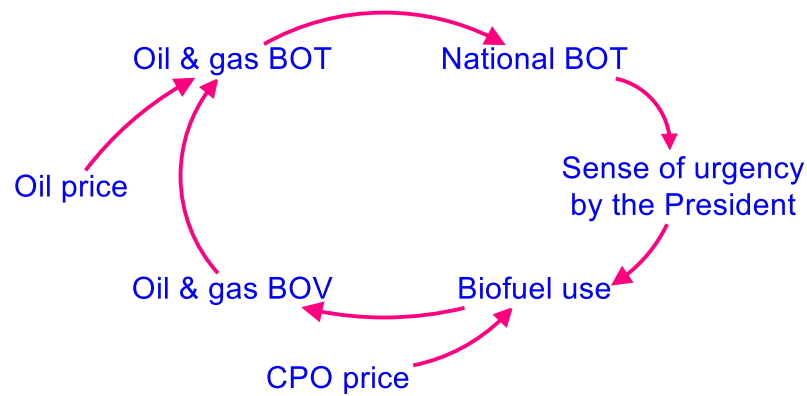 Oil & gas BOT
National BOT
Sense of urgency
by the President
Oil price
Oil & gas BOV
Biofuel use
CPO price